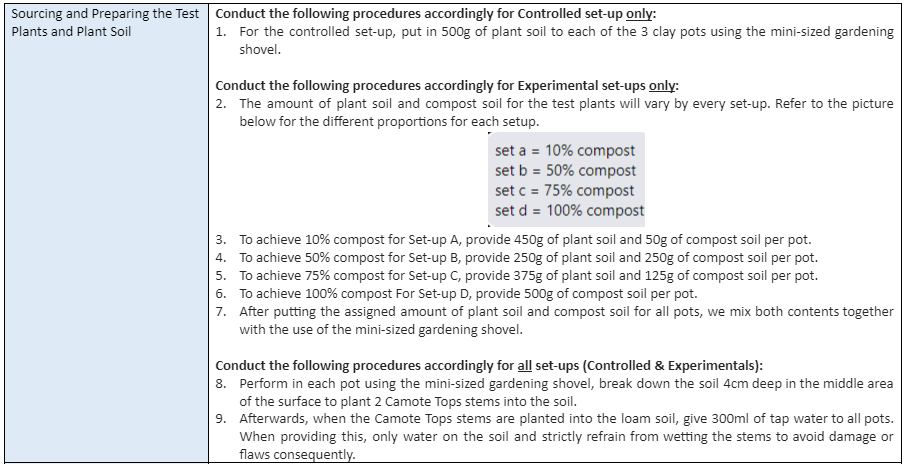 Sourcing and Preparing the Test
Plants and Plant Soil
Conduct the following procedures accordingly for Controlled set-up only:
1. For the controlled set-up, put in 500g of plant soil to each of the 3 clay pots using the mini-sized gardening
shovel.
Conduct the following procedures accordingly for Experimental set-ups only:
2. The amount of plant soil and compost soil for the test plants will vary by every set-up. Refer to the picture
below for the different proportions for each setup.
set a = 10% compost
set b = 50% compost
set c = 75% compost
set d = 100% compost
3. To achieve 10% compost for Set-up A, provide 450g of plant soil and 50g of compost soil per pot.
4. To achieve 50% compost for Set-up B, provide 250g of plant soil and 250g of compost soil per pot.
5. To achieve 75% compost for Set-up C, provide 375g of plant soil and 125g of compost soil per pot.
6. To achieve 100% compost For Set-up D, provide 500g of compost soil per pot.
7. After putting the assigned amount of plant soil and compost soil for all pots, we mix both contents together
with the use of the mini-sized gardening shovel.
Conduct the following procedures accordingly for all set-ups (Controlled & Experimentals):
8. Perform in each pot using the mini-sized gardening shovel, break down the soil 4cm deep in the middle area
of the surface to plant 2 Camote Tops stems into the soil.
9. Afterwards, when the Camote Tops stems are planted into the loam soil, give 300ml of tap water to all pots.
When providing this, only water on the soil and strictly refrain from wetting the stems to avoid damage or
flaws consequently.